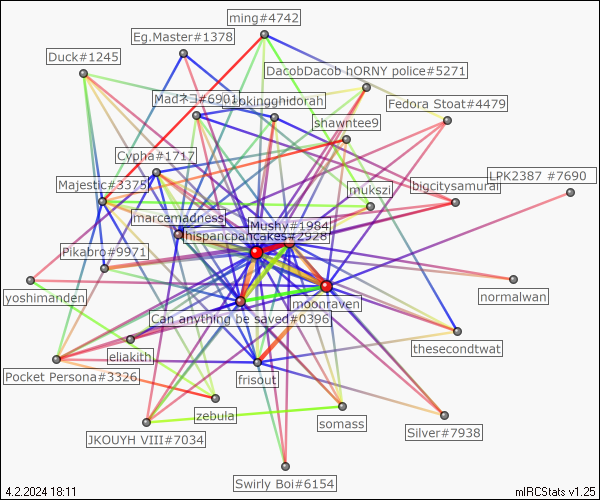 ming#4742
Eg.Master#1378
Duck#1245
DacobDacob hORNY police#5271
Madネヨ#6901
pkingghidorah
Fedora Stoat#4479
shawntee9
Cypha#1717
LPK2387 #7690
Majestic#3375
mukszi
bigcitysamurai
marcemadness
Mushy#1984
hispancpancakes#2928
Pikabro#9971
yoshimanden
normalwan
moonraven
Can anything be saved#0396
eliakith
thesecondtwat
Pocket Persona#3326
frisout
zebula
somass
JKOUYH VIII#7034
Silver#7938
Swirly Boi#6154
4.2.2024 18:11
mIRCStats v1.25